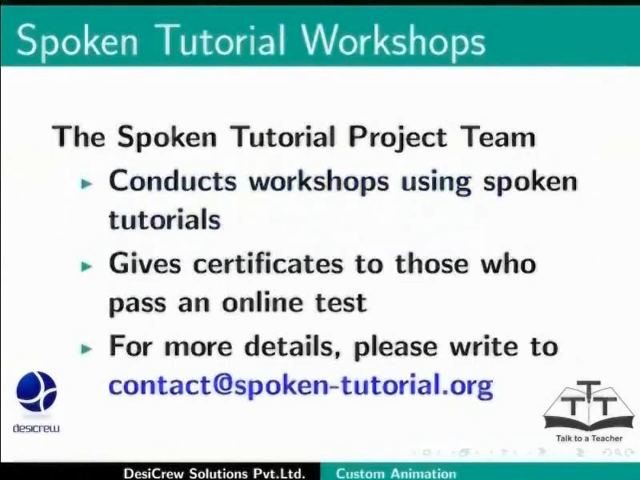 Spoken Tutorial Workshops
The Spoken Tutorial Project Team
Conducts workshops using spoken
tutorials
Gives certificates to those who
pass an online test
For more details, please write to
contact@spoken-tutorial.org
desicrew
TTT
Talk to a Teacher
DesiCrew Solutions Pvt.Ltd.
Custom Animation